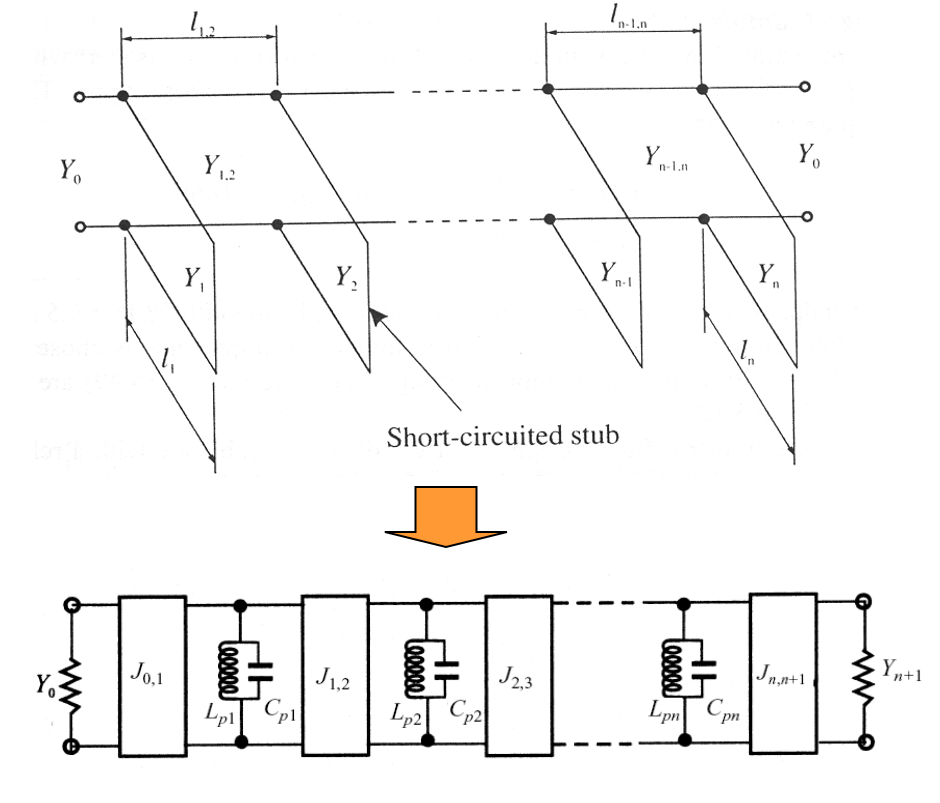 l1,2 ln-1,n
Y0 Y1,2 Yn-1,n Y0
Y1 Y2 Yn-1 Yn
l1 ln
Short-circuited stub
Y0 J0,1 Lp1 Cp1 J1,2 Lp2 Cp2 J2,3 Lpn Cpn Jn,n+1 Yn+1